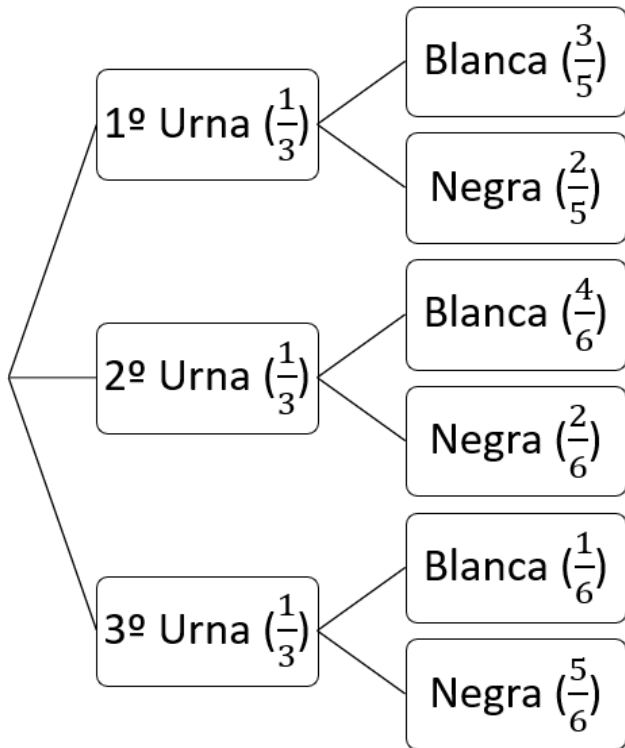 1º Urna (1/3)
Blanca (3/5)
Negra (2/5)
2º Urna (1/3)
Blanca (4/6)
Negra (2/6)
3º Urna (1/3)
Blanca (1/6)
Negra (5/6)